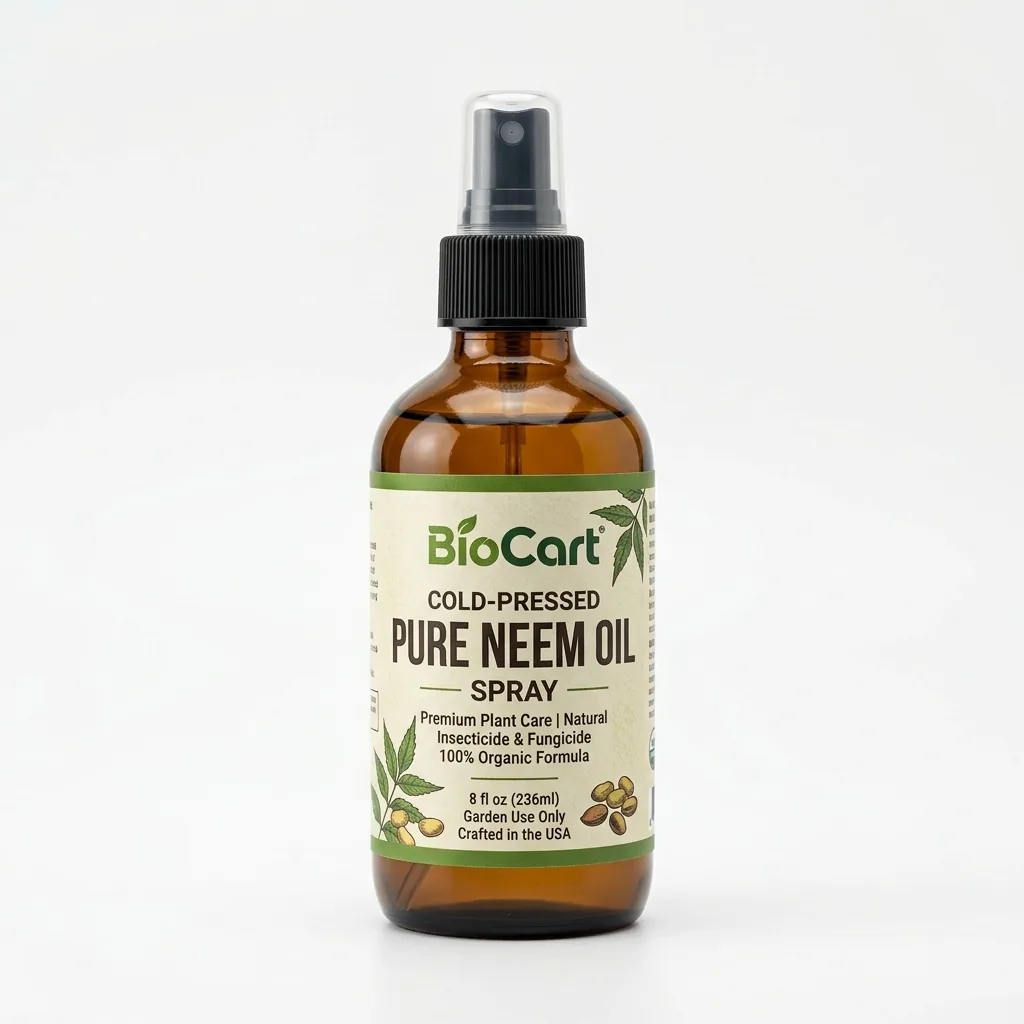 BioCart®
COLD-PRESSED
PURE NEEM OIL
SPRAY
Premium Plant Care | Natural
Insecticide & Fungicide
100% Organic Formula
8 fl oz (236ml)
Garden Use Only
Crafted in the USA